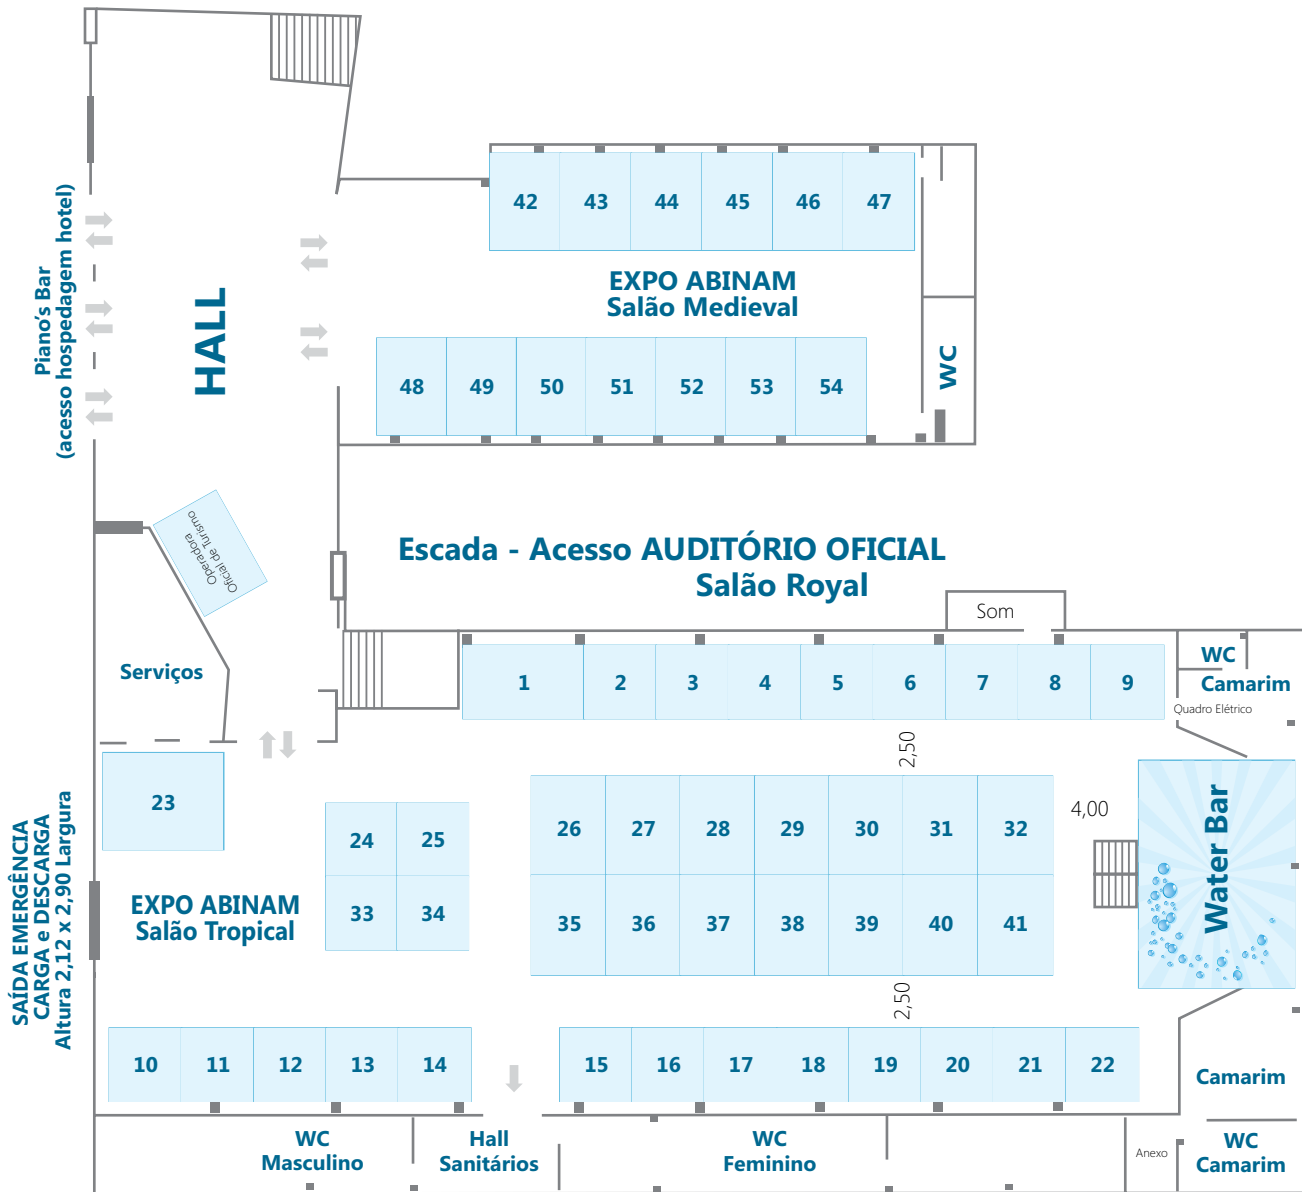 Piano's Bar
(acesso hospedagem hotel)
HALL
42 43 44 45 46 47
EXPO ABINAM
Salão Medieval
WC
48 49 50 51 52 53 54
Operadora
Oficial de Turismo
Escada - Acesso AUDITÓRIO OFICIAL
Salão Royal
Som
Serviços
1 2 3 4 5 6 7 8 9
WC
Camarim
Quadro Elétrico
2,50
23
24 25
33 34
26 27 28 29 30 31 32
35 36 37 38 39 40 41
4,00
Water Bar
SAÍDA EMERGÊNCIA
CARGA e DESCARGA
Altura 2,12 x 2,90 Largura
EXPO ABINAM
Salão Tropical
2,50
10 11 12 13 14
15 16 17 18 19 20 21 22
Camarim
WC
Masculino
Hall
Sanitários
WC
Feminino
Anexo
WC
Camarim